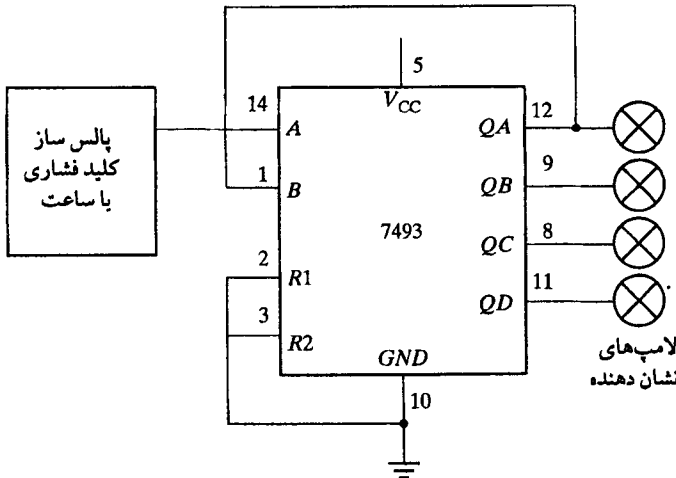 5
14
V_CC
12
پالس ساز
کلید فشاری
یا ساعت
A
QA
1
9
B
QB
7493
8
2
QC
R1
11
3
QD
R2
لامپ‌های
نشان دهنده
GND
10